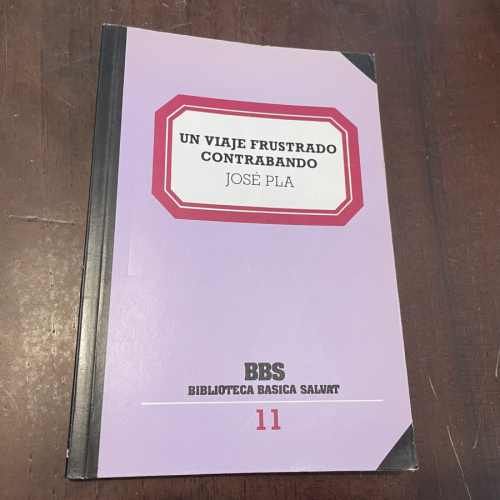 UN VIAJE FRUSTRADO
CONTRABANDO
JOSÉ PLA
BBS
BIBLIOTECA BASICA SALVAT
11